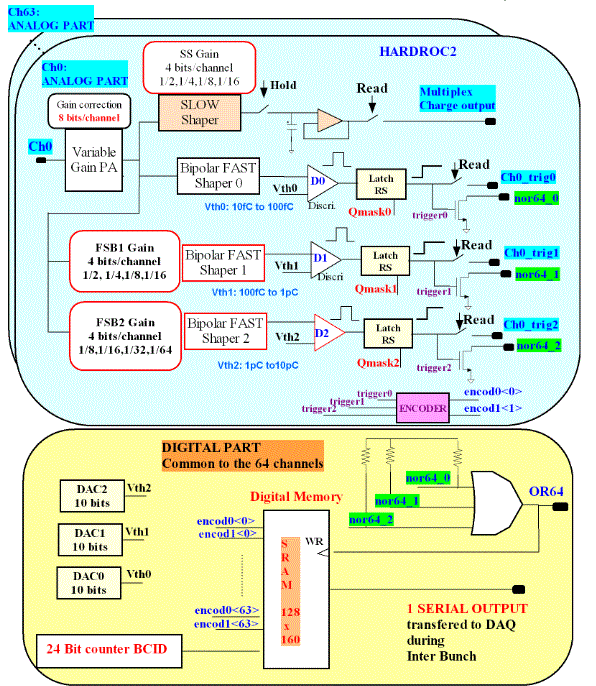 Ch63:
ANALOG PART
HARDROC2
Ch0:
ANALOG PART
SS Gain
4 bits/channel
1/2,1/4,1/8,1/16
Gain correction
8 bits/channel
SLOW
Shaper
Hold
Read
Multiplex
Charge output
Ch0
Variable
Gain PA
Bipolar FAST
Shaper 0
Vth0
D0
Discri.
Latch
RS
Read
Ch0_trig0
nor64_0
Vth0: 10fC to 100fC
Qmask0
trigger0
FSB1 Gain
4 bits/channel
1/2, 1/4,1/8,1/16
Bipolar FAST
Shaper 1
Vth1
D1
Discri
Latch
RS
Read
Ch0_trig1
nor64_1
Vth1: 100fC to 1pC
Qmask1
trigger1
FSB2 Gain
4 bits/channel
1/8,1/16,1/32,1/64
Bipolar FAST
Shaper 2
Vth2
D2
Latch
RS
Read
Ch0_trig2
nor64_2
Vth2: 1pC to10pC
Qmask2
trigger2
trigger0
trigger1
trigger2
ENCODER
encod0<0>
encod1<1>
DIGITAL PART
Common to the 64 channels
DAC2
10 bits
Vth2
DAC1
10 bits
Vth1
DAC0
10 bits
Vth0
Digital Memory
encod0<0>
encod1<0>
encod0<63>
encod1<63>
SRAM
128
x
160
WR
nor64_0
nor64_1
nor64_2
OR64
24 Bit counter BCID
1 SERIAL OUTPUT
transfered to DAQ
during
Inter Bunch